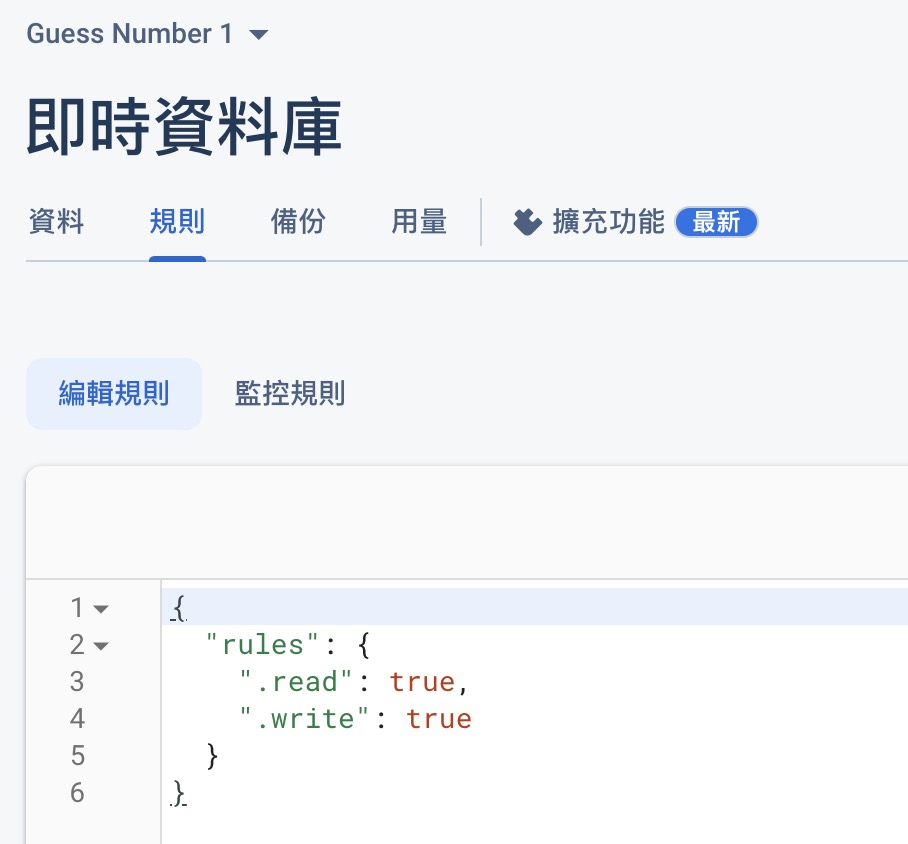 Guess Number 1
即時資料庫
資料 規則 備份 用量 擴充功能 最新
編輯規則 監控規則
1 {
2 "rules": {
3 ".read": true,
4 ".write": true
5 }
6 }